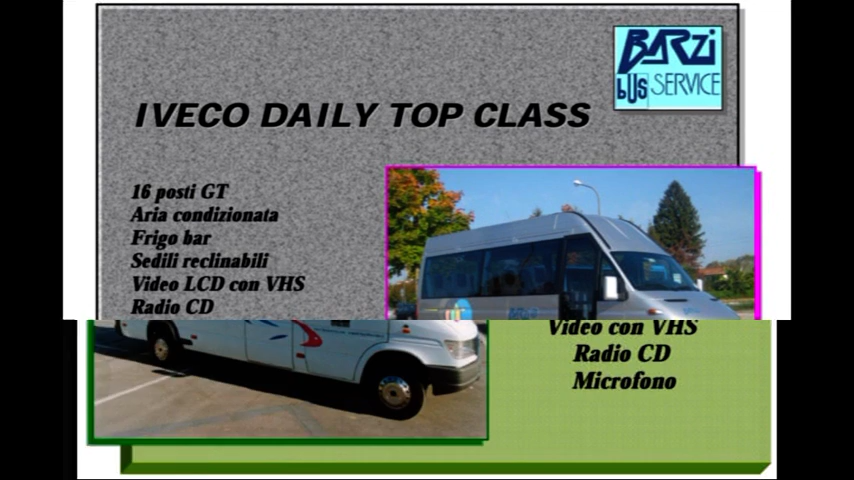 BARZI
bUS SERVICE
IVECO DAILY TOP CLASS
16 posti GT
Aria condizionata
Frigo bar
Sedili reclinabili
Video LCD con VHS
Radio CD
Video con VHS
Radio CD
Microfono